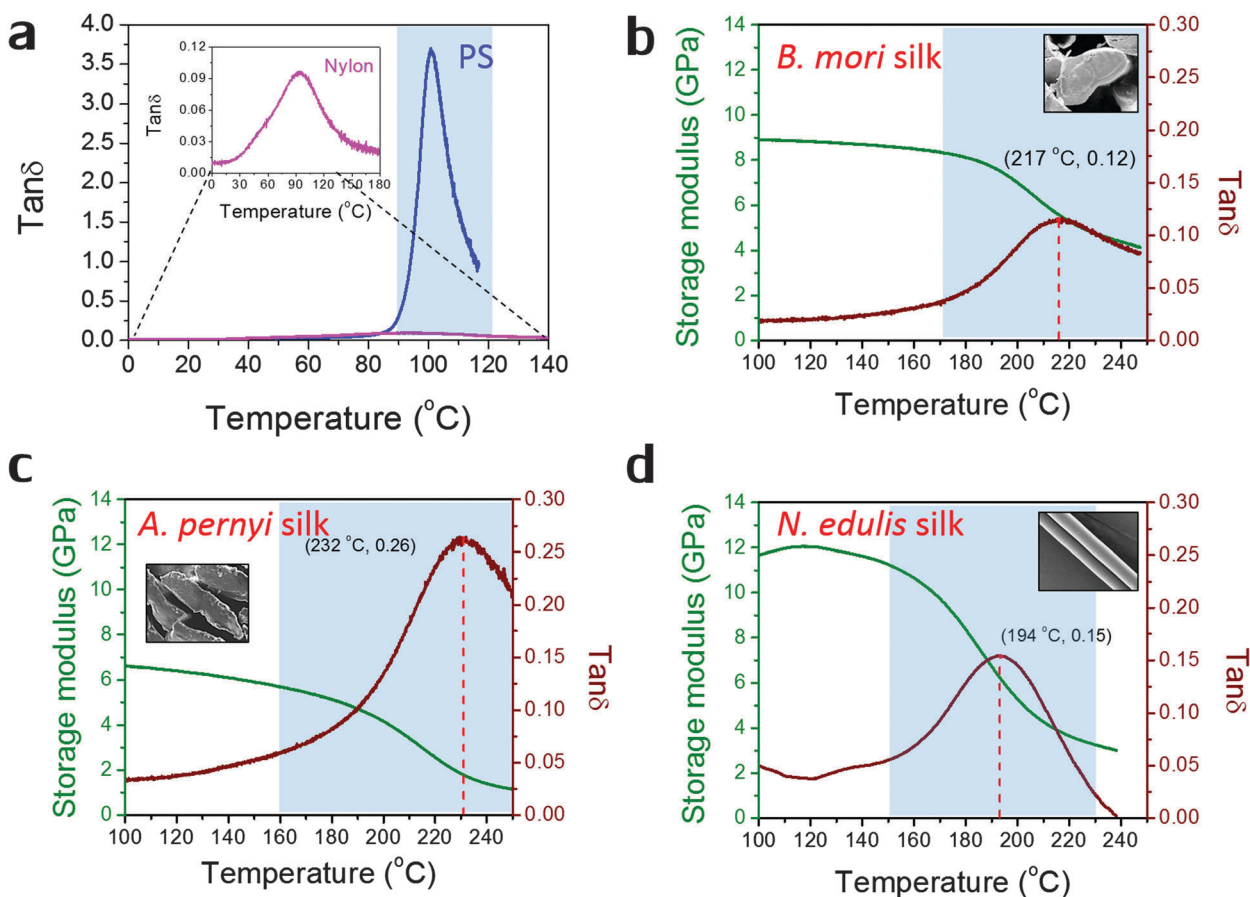 a
Tanδ
4.0
3.5
3.0
2.5
2.0
1.5
1.0
0.5
0.0
0 20 40 60 80 100 120 140
Temperature (°C)
PS
Nylon
Tanδ
0.12
0.09
0.06
0.03
0.00
0 30 60 90 120 150 180
Temperature (°C)
b
B. mori silk
Storage modulus (GPa)
14
12
10
8
6
4
2
0
(217 °C, 0.12)
0.30
0.25
0.20
0.15
0.10
0.05
0.00
Tanδ
100 120 140 160 180 200 220 240
Temperature (°C)
c
A. pernyi silk
Storage modulus (GPa)
14
12
10
8
6
4
2
0
(232 °C, 0.26)
0.30
0.25
0.20
0.15
0.10
0.05
0.00
Tanδ
100 120 140 160 180 200 220 240
Temperature (°C)
d
N. edulis silk
Storage modulus (GPa)
14
12
10
8
6
4
2
0
(194 °C, 0.15)
0.30
0.25
0.20
0.15
0.10
0.05
0.00
Tanδ
100 120 140 160 180 200 220 240
Temperature (°C)